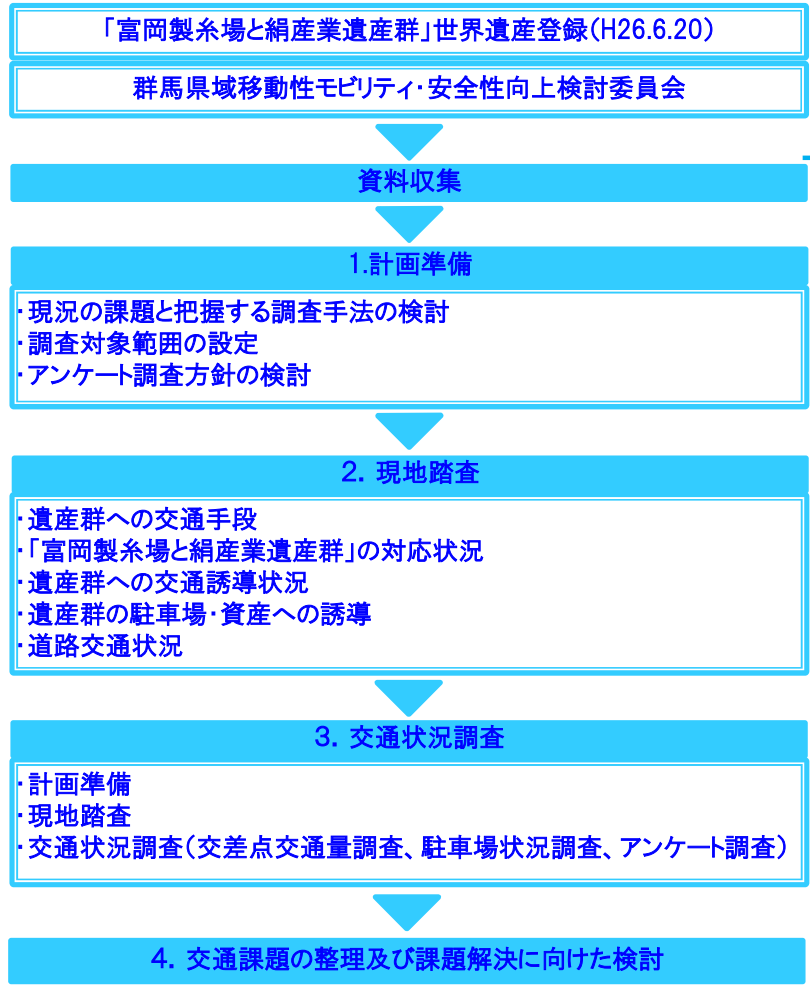 「富岡製糸場と絹産業遺産群」世界遺産登録（H26.6.20）
群馬県域移動性モビリティ・安全性向上検討委員会
資料収集
1.計画準備
・現況の課題と把握する調査手法の検討
・調査対象範囲の設定
・アンケート調査方針の検討
２．現地踏査
・遺産群への交通手段
・「富岡製糸場と絹産業遺産群」の対応状況
・遺産群への交通誘導状況
・遺産群の駐車場・資産への誘導
・道路交通状況
３．交通状況調査
・計画準備
・現地踏査
・交通状況調査（交差点交通量調査、駐車場状況調査、アンケート調査）
４．交通課題の整理及び課題解決に向けた検討